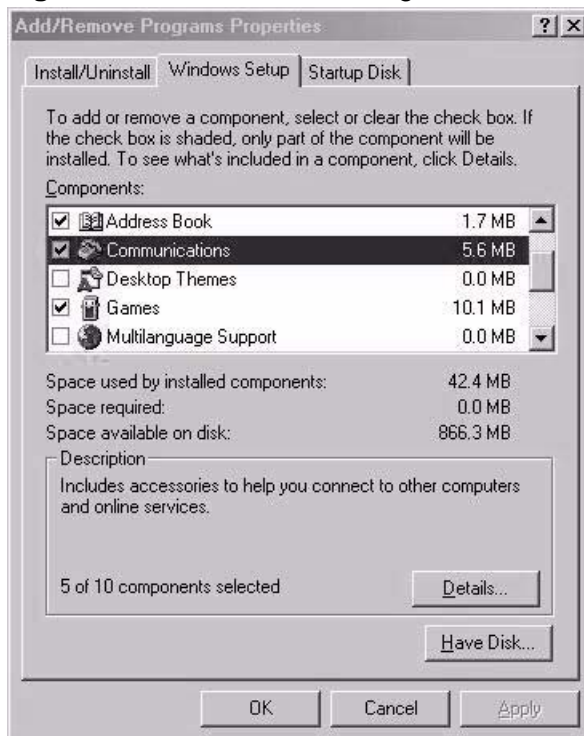 Add/Remove Programs Properties
Install/Uninstall Windows Setup Startup Disk
To add or remove a component, select or clear the check box. If
the check box is shaded, only part of the component will be
installed. To see what's included in a component, click Details.
Components:
Address Book 1.7 MB
Communications 5.6 MB
Desktop Themes 0.0 MB
Games 10.1 MB
Multilanguage Support 0.0 MB
Space used by installed components: 42.4 MB
Space required: 0.0 MB
Space available on disk: 866.3 MB
Description
Includes accessories to help you connect to other computers
and online services.
5 of 10 components selected Details...
Have Disk...
OK Cancel Apply